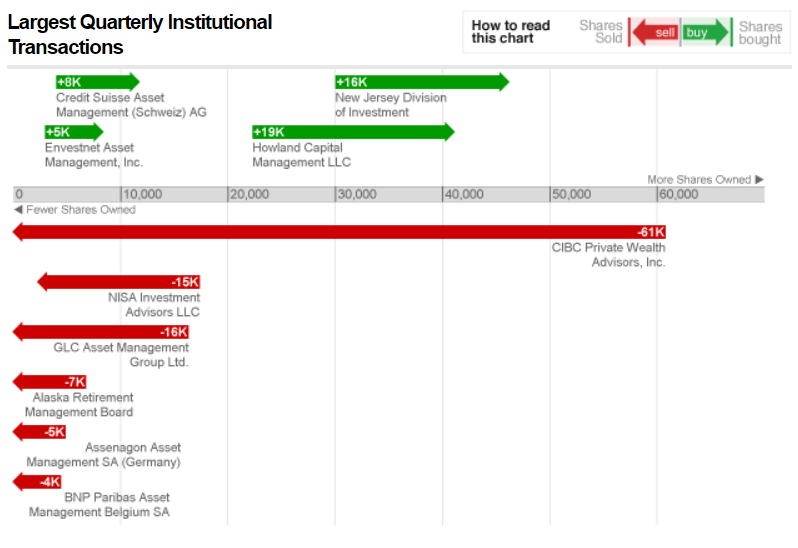 Largest Quarterly Institutional
Transactions
How to read
this chart
Shares
Sold
sell
buy
Shares
bought
+8K
Credit Suisse Asset
Management (Schweiz) AG
+16K
New Jersey Division
of Investment
+5K
Envestnet Asset
Management, Inc.
+19K
Howland Capital
Management LLC
More Shares Owned ▶
0 10,000 20,000 30,000 40,000 50,000 60,000
◀ Fewer Shares Owned
-61K
CIBC Private Wealth
Advisors, Inc.
-15K
NISA Investment
Advisors LLC
-16K
GLC Asset Management
Group Ltd.
-7K
Alaska Retirement
Management Board
-5K
Assenagon Asset
Management SA (Germany)
-4K
BNP Paribas Asset
Management Belgium SA